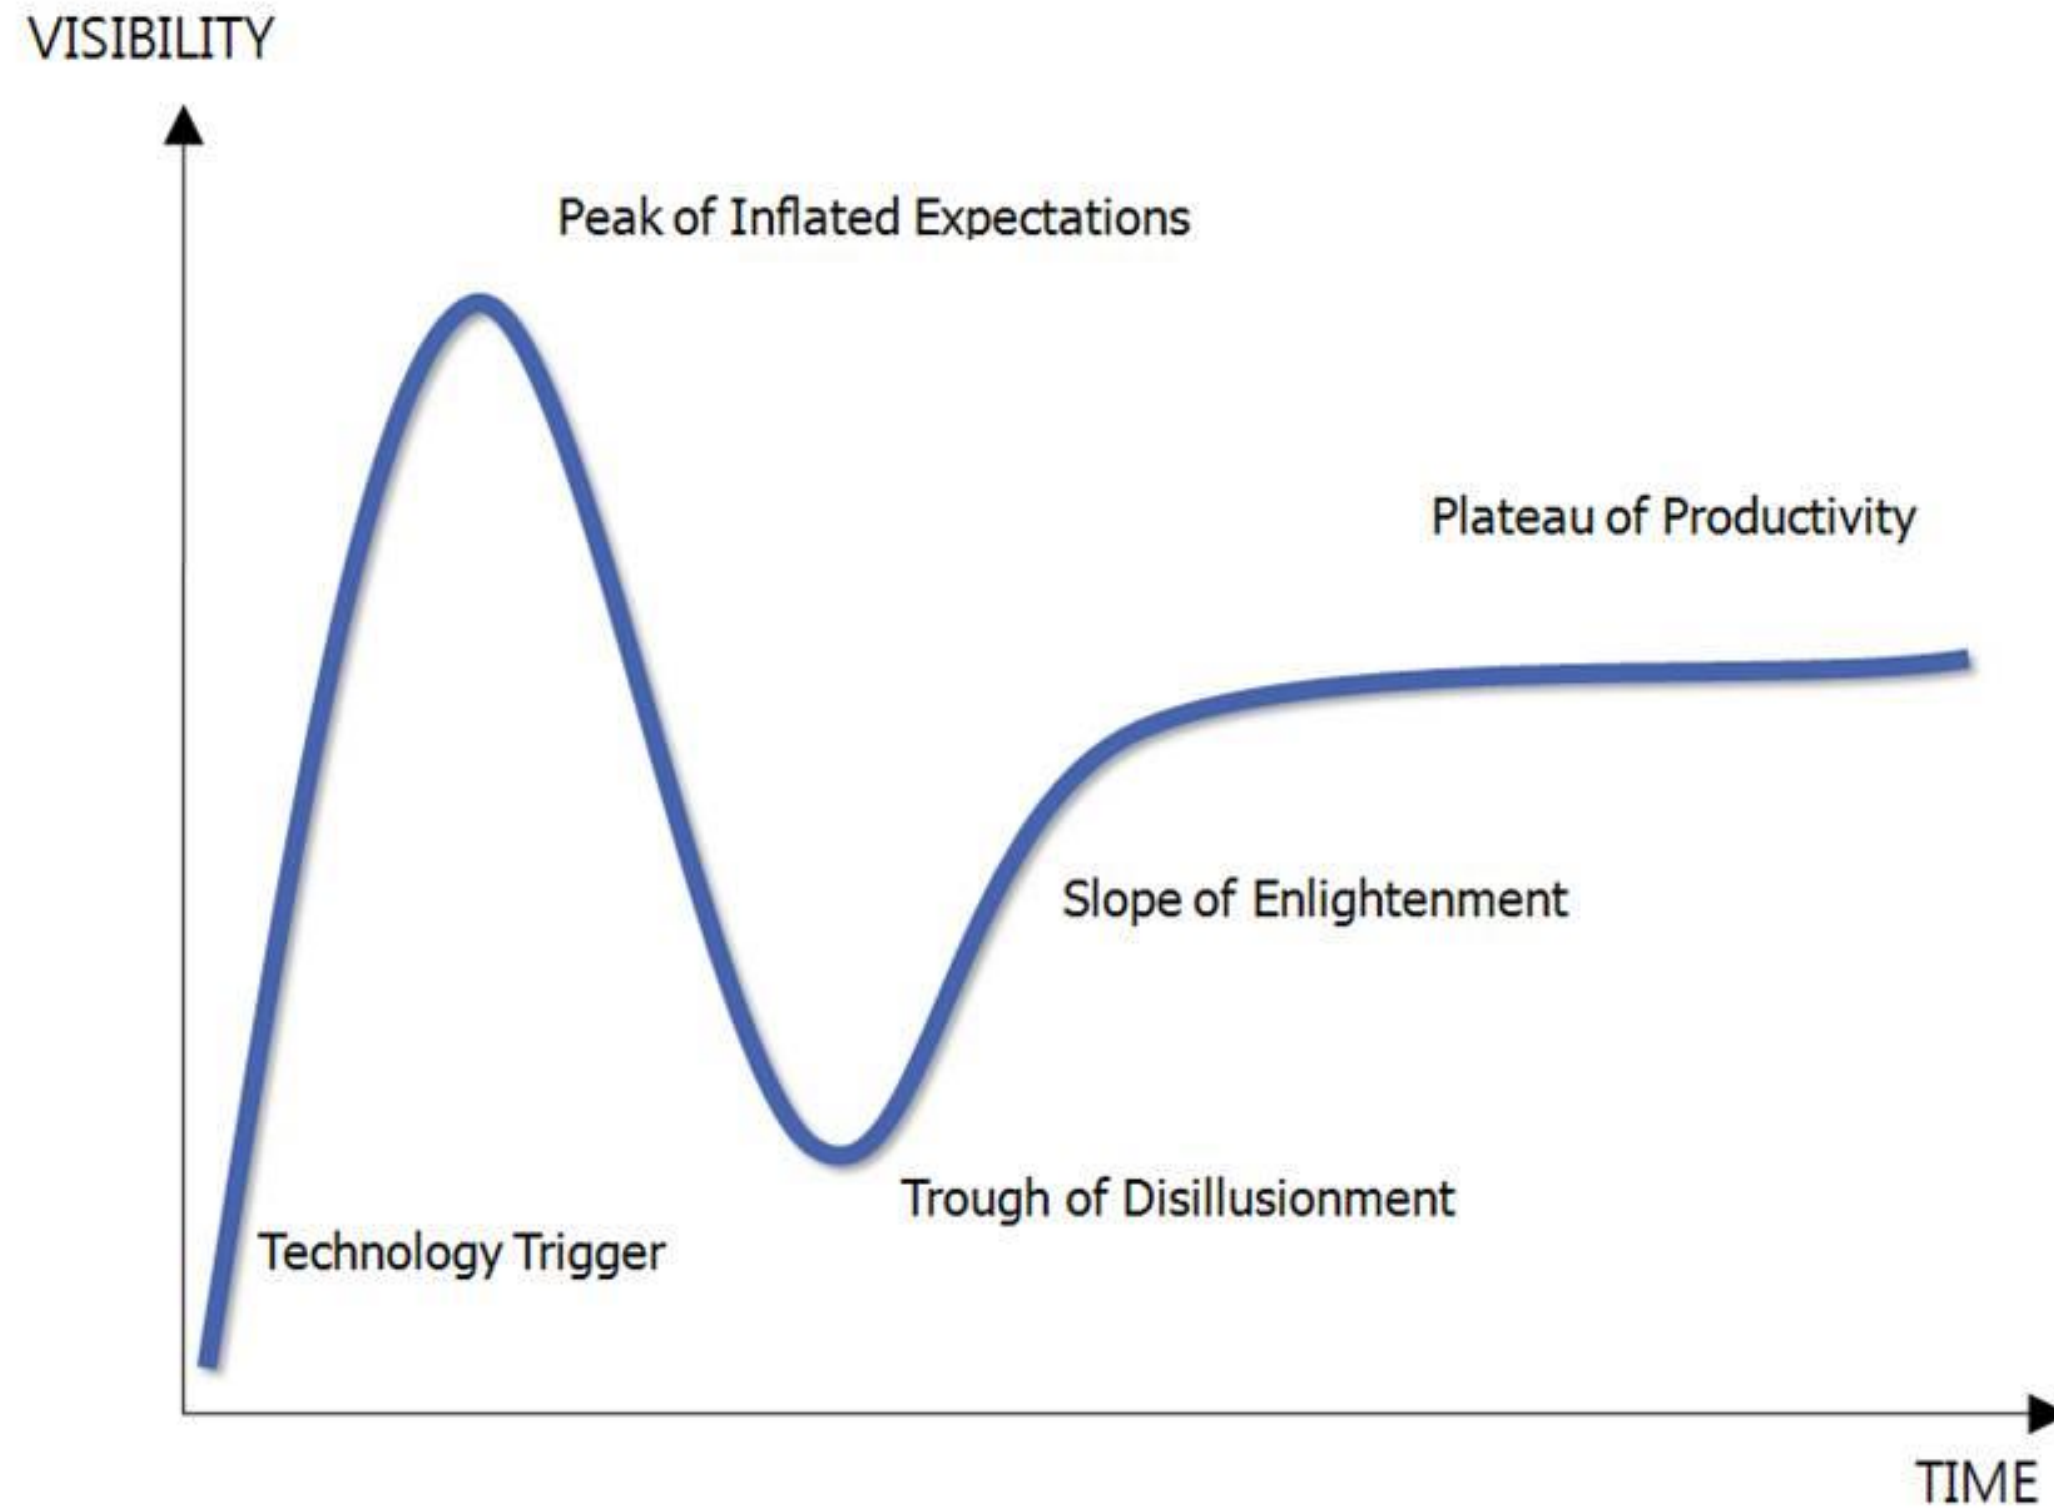 VISIBILITY
Peak of Inflated Expectations
Plateau of Productivity
Slope of Enlightenment
Trough of Disillusionment
Technology Trigger
TIME